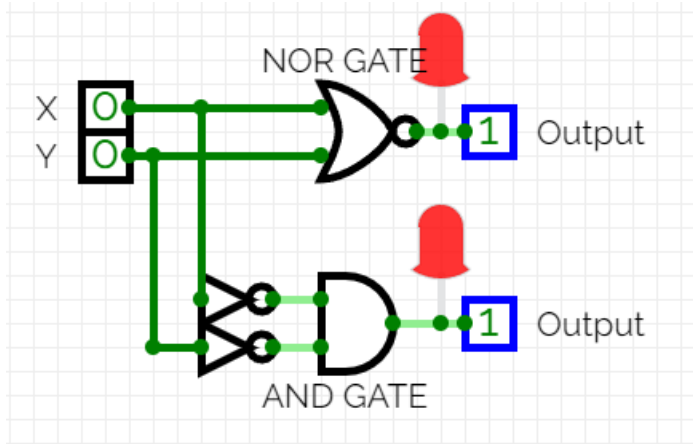 NOR GATE
X 0
1 Output
Y 0
1 Output
AND GATE